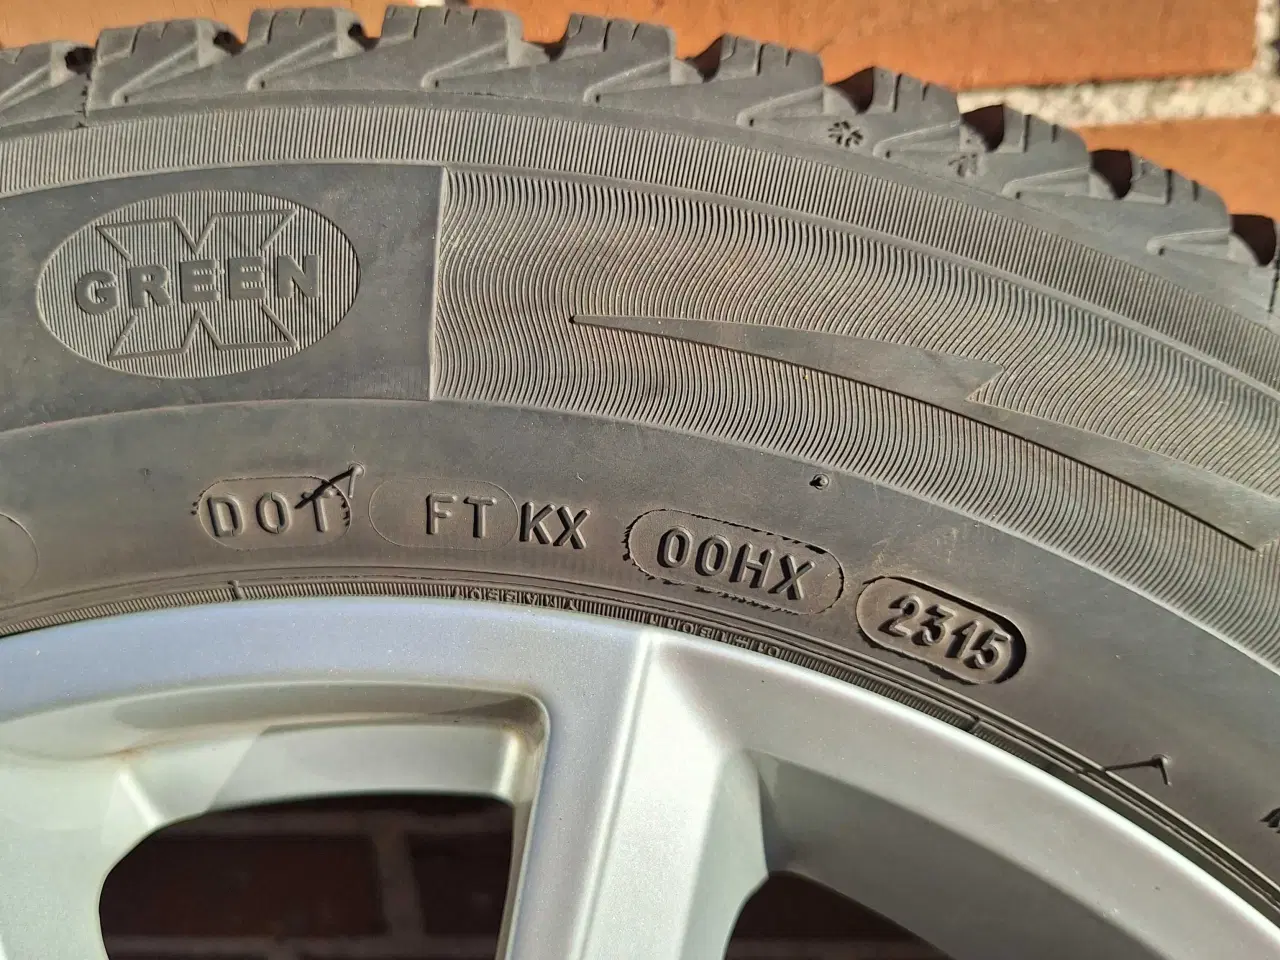 GREEN X
DOT FT KX 00HX 2315